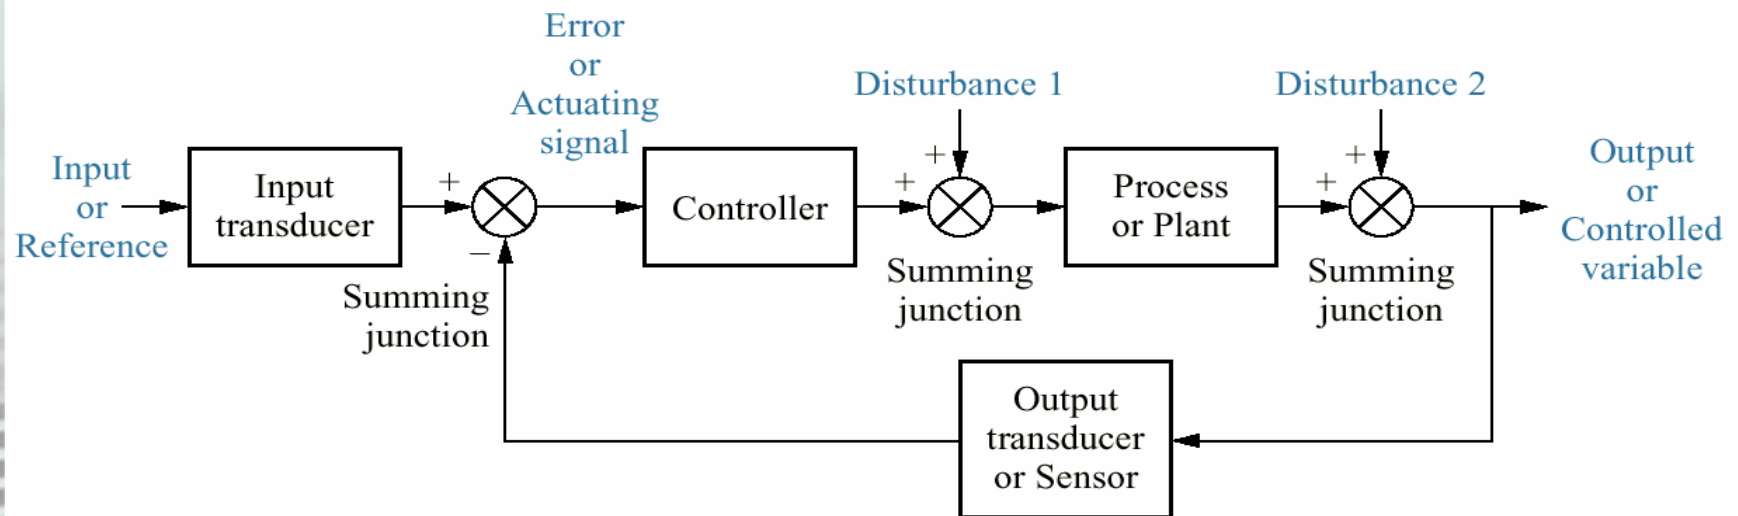 Error
or
Actuating
signal
Disturbance 1
Disturbance 2
Input
or
Reference
Input
transducer
+
−
Summing
junction
Controller
+
+
Summing
junction
Process
or Plant
+
+
Summing
junction
Output
or
Controlled
variable
Output
transducer
or Sensor